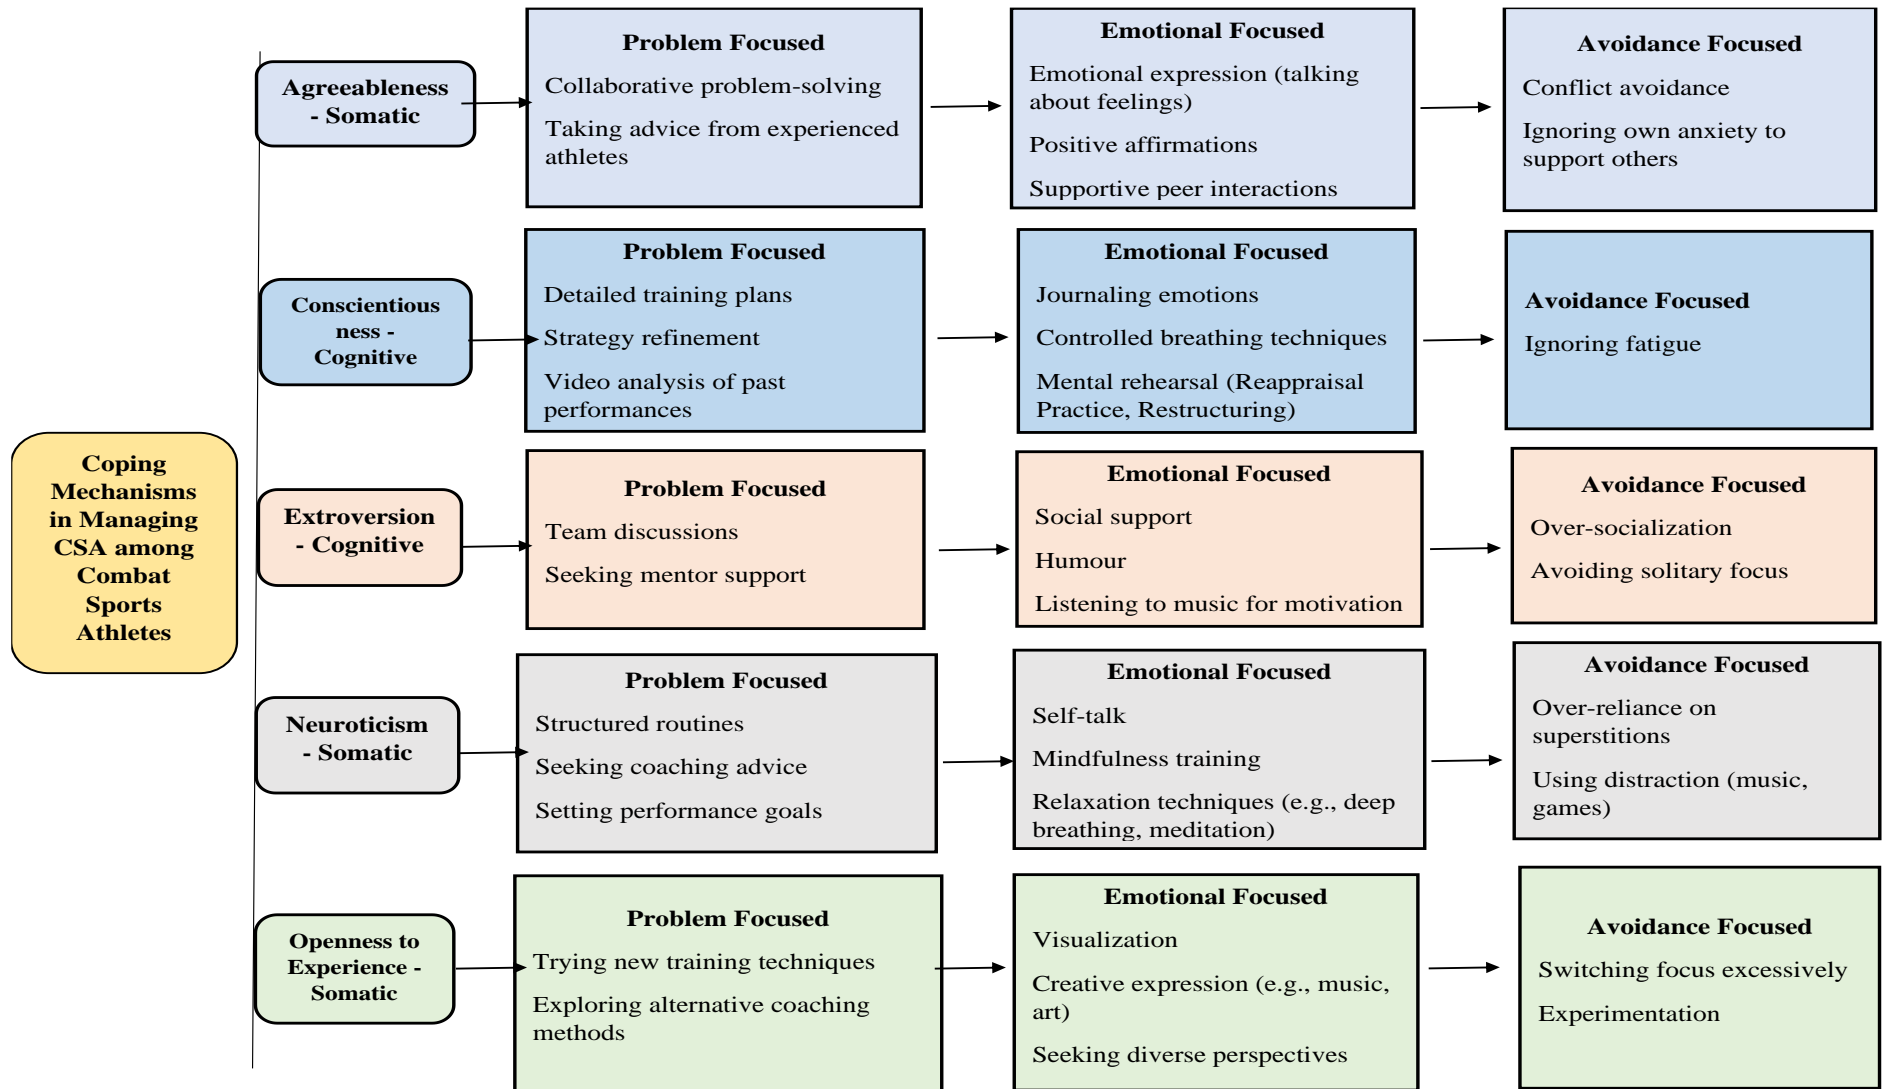 Coping
Mechanisms
in Managing
CSA among
Combat
Sports
Athletes
Agreeableness
- Somatic
Problem Focused
Collaborative problem-solving
Taking advice from experienced
athletes
Emotional Focused
Emotional expression (talking
about feelings)
Positive affirmations
Supportive peer interactions
Avoidance Focused
Conflict avoidance
Ignoring own anxiety to
support others
Conscientious
ness -
Cognitive
Problem Focused
Detailed training plans
Strategy refinement
Video analysis of past
performances
Emotional Focused
Journaling emotions
Controlled breathing techniques
Mental rehearsal (Reappraisal
Practice, Restructuring)
Avoidance Focused
Ignoring fatigue
Extroversion
- Cognitive
Problem Focused
Team discussions
Seeking mentor support
Emotional Focused
Social support
Humour
Listening to music for motivation
Avoidance Focused
Over-socialization
Avoiding solitary focus
Neuroticism
- Somatic
Problem Focused
Structured routines
Seeking coaching advice
Setting performance goals
Emotional Focused
Self-talk
Mindfulness training
Relaxation techniques (e.g., deep
breathing, meditation)
Avoidance Focused
Over-reliance on
superstitions
Using distraction (music,
games)
Openness to
Experience -
Somatic
Problem Focused
Trying new training techniques
Exploring alternative coaching
methods
Emotional Focused
Visualization
Creative expression (e.g., music,
art)
Seeking diverse perspectives
Avoidance Focused
Switching focus excessively
Experimentation